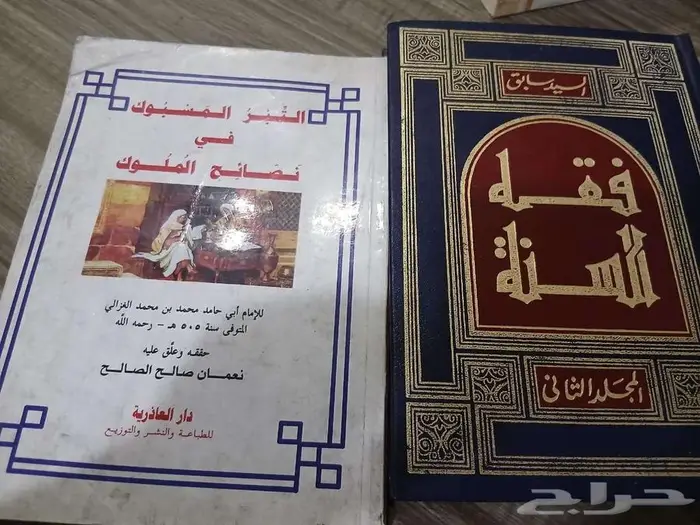 التبر المسبوك
في
نصائح الملوك
للإمام أبي حامد محمد بن محمد الغزالي
المتوفى سنة ٥٠٥ هـ - رحمه الله
حققه وعلّق عليه
نعمان صالح الصالح
دار العاذرية
للطباعة والنشر والتوزيع
السيد سابق
فقه
السنة
المجلد الثاني
حراج